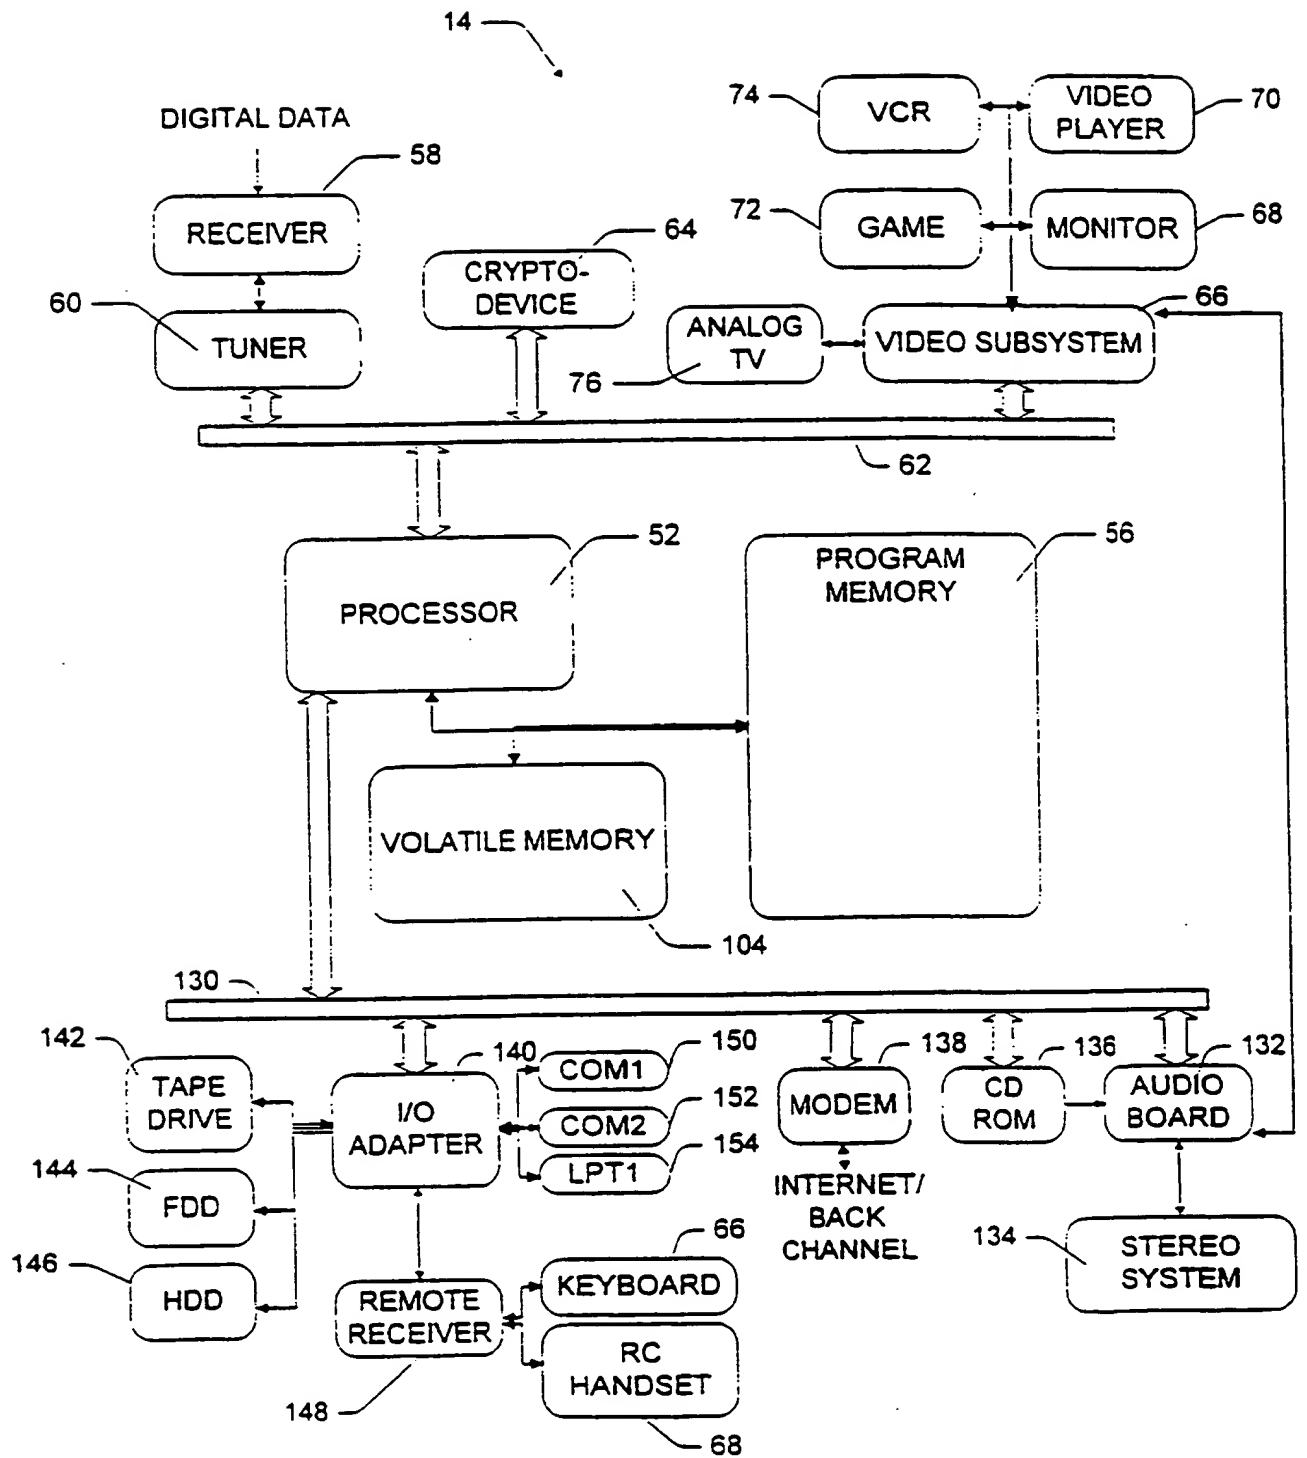 14
DIGITAL DATA
58
RECEIVER
60
TUNER
64
CRYPTO-
DEVICE
74
VCR
VIDEO
PLAYER
70
72
GAME
MONITOR
68
66
ANALOG
TV
76
VIDEO SUBSYSTEM
62
52
PROCESSOR
PROGRAM
MEMORY
56
VOLATILE MEMORY
104
130
142
TAPE
DRIVE
144
FDD
146
HDD
140
I/O
ADAPTER
COM1
150
COM2
152
LPT1
154
138
MODEM
INTERNET/
BACK
CHANNEL
136
CD
ROM
132
AUDIO
BOARD
134
STEREO
SYSTEM
REMOTE
RECEIVER
148
66
KEYBOARD
RC
HANDSET
68